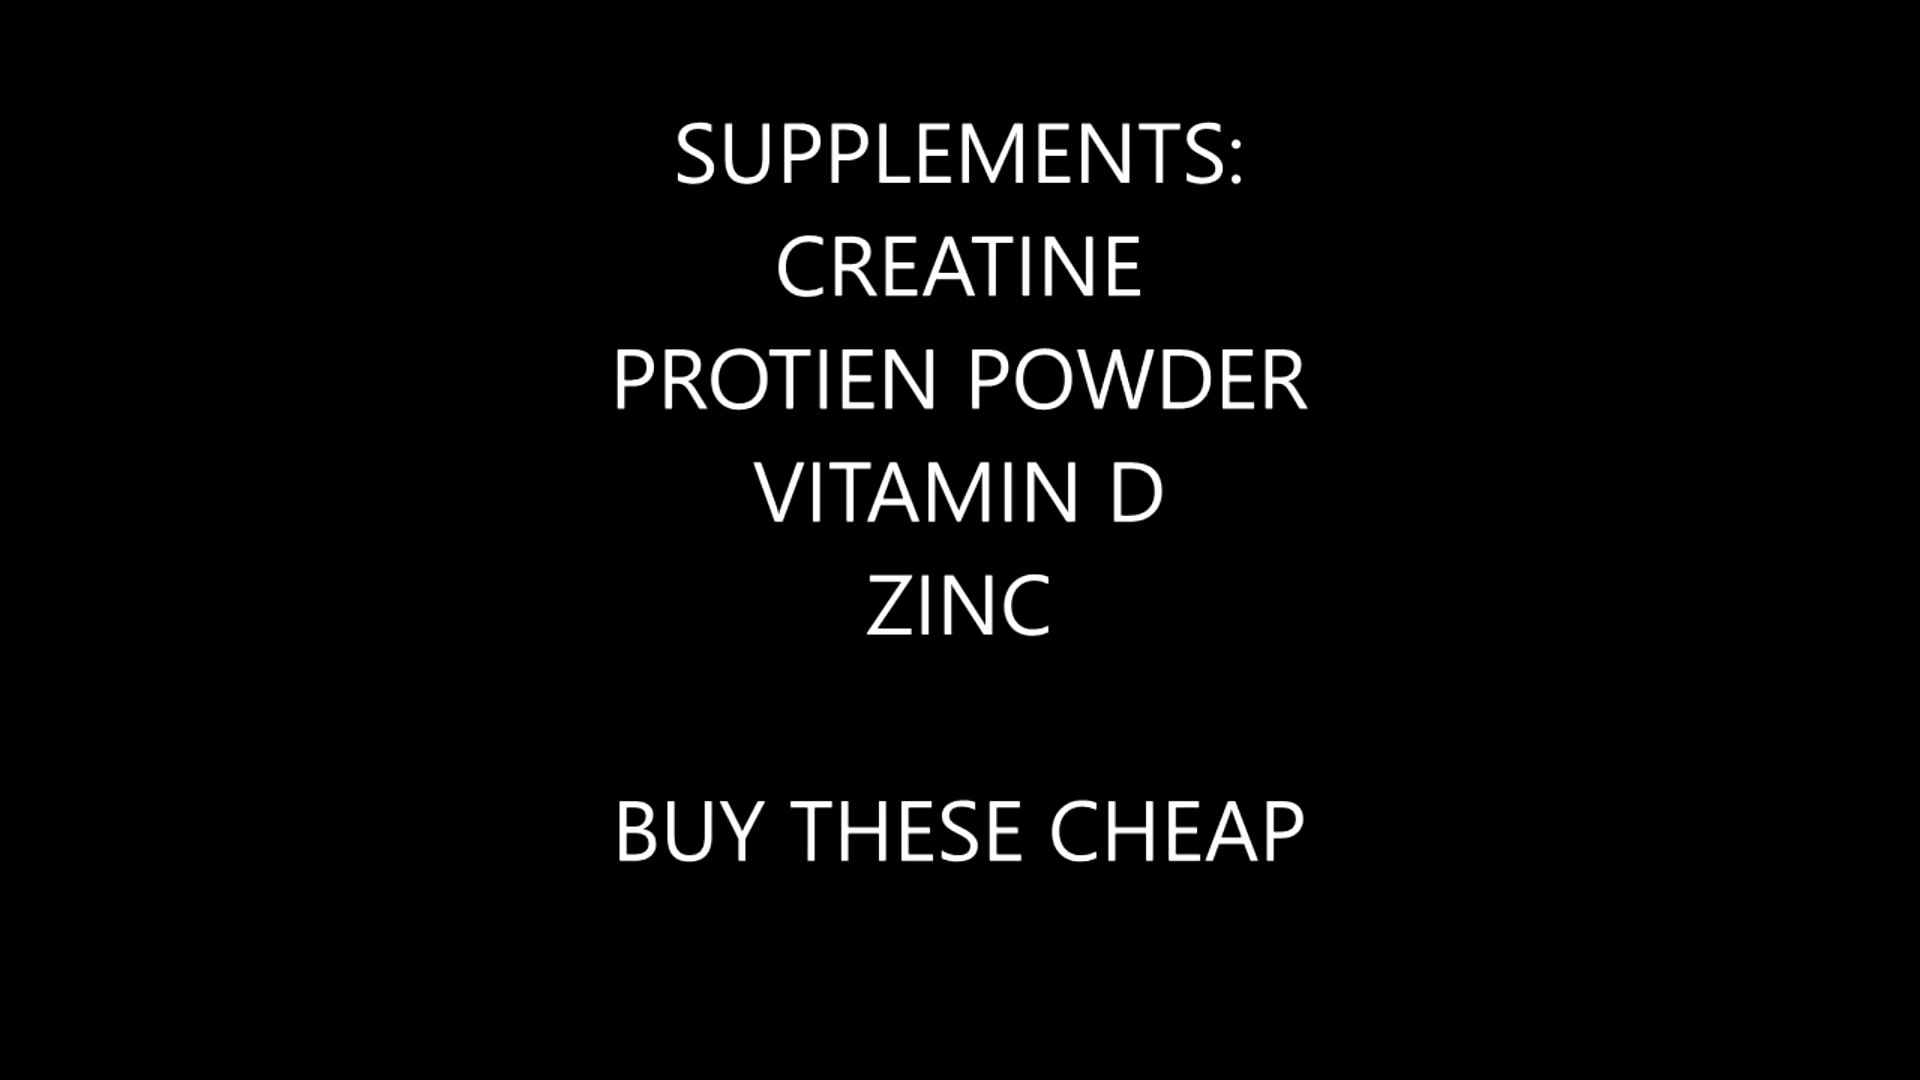 SUPPLEMENTS:
CREATINE
PROTIEN POWDER
VITAMIN D
ZINC
BUY THESE CHEAP